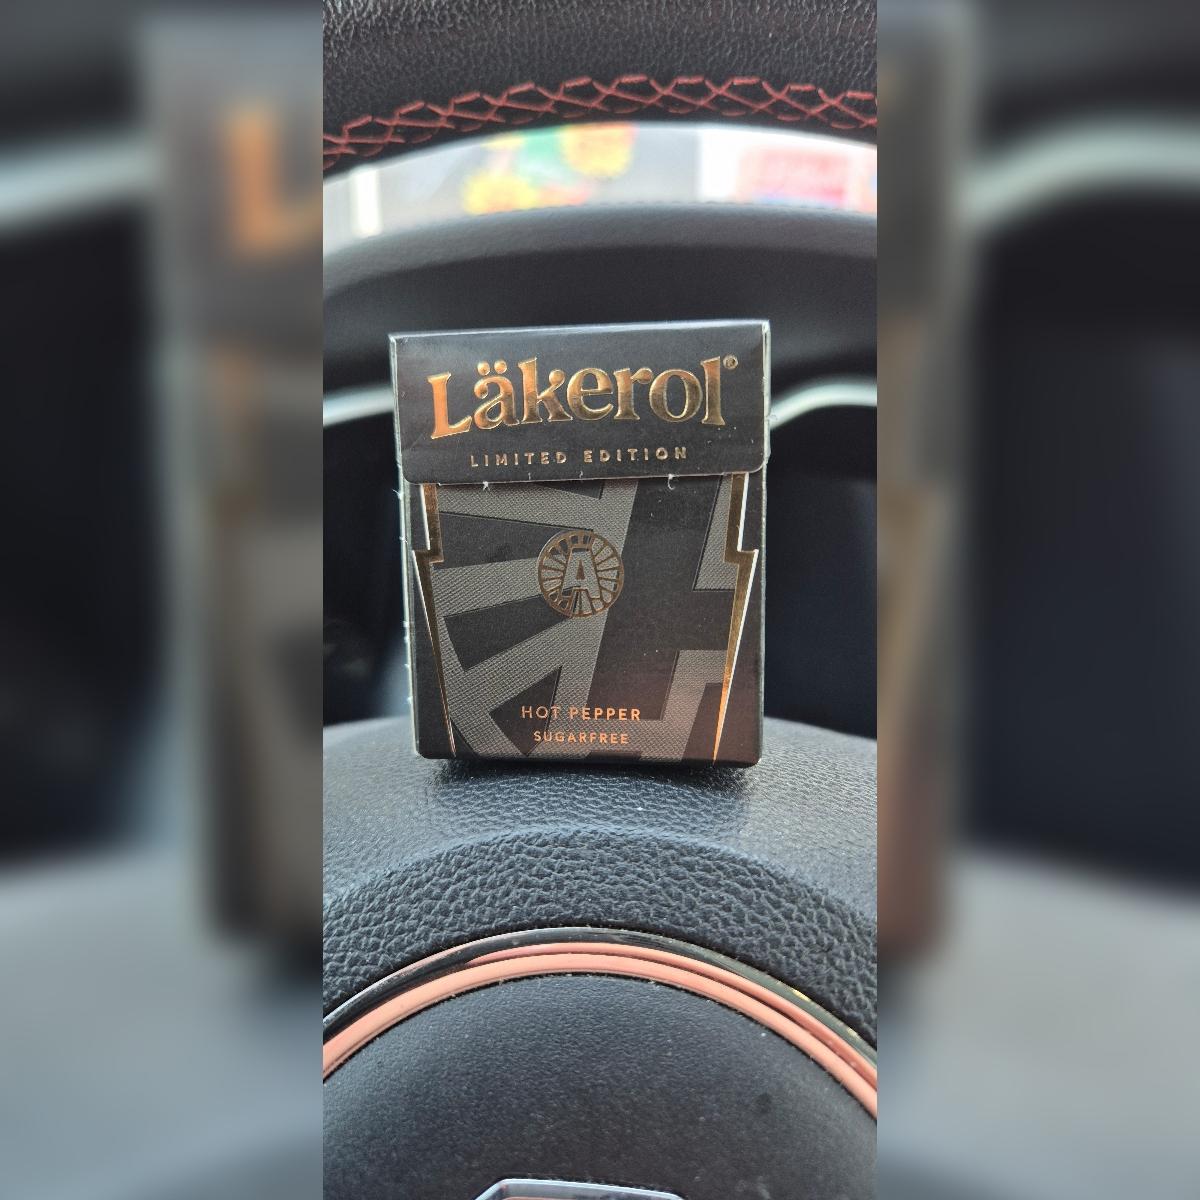 Läkerol®
LIMITED EDITION
A
HOT PEPPER
SUGARFREE